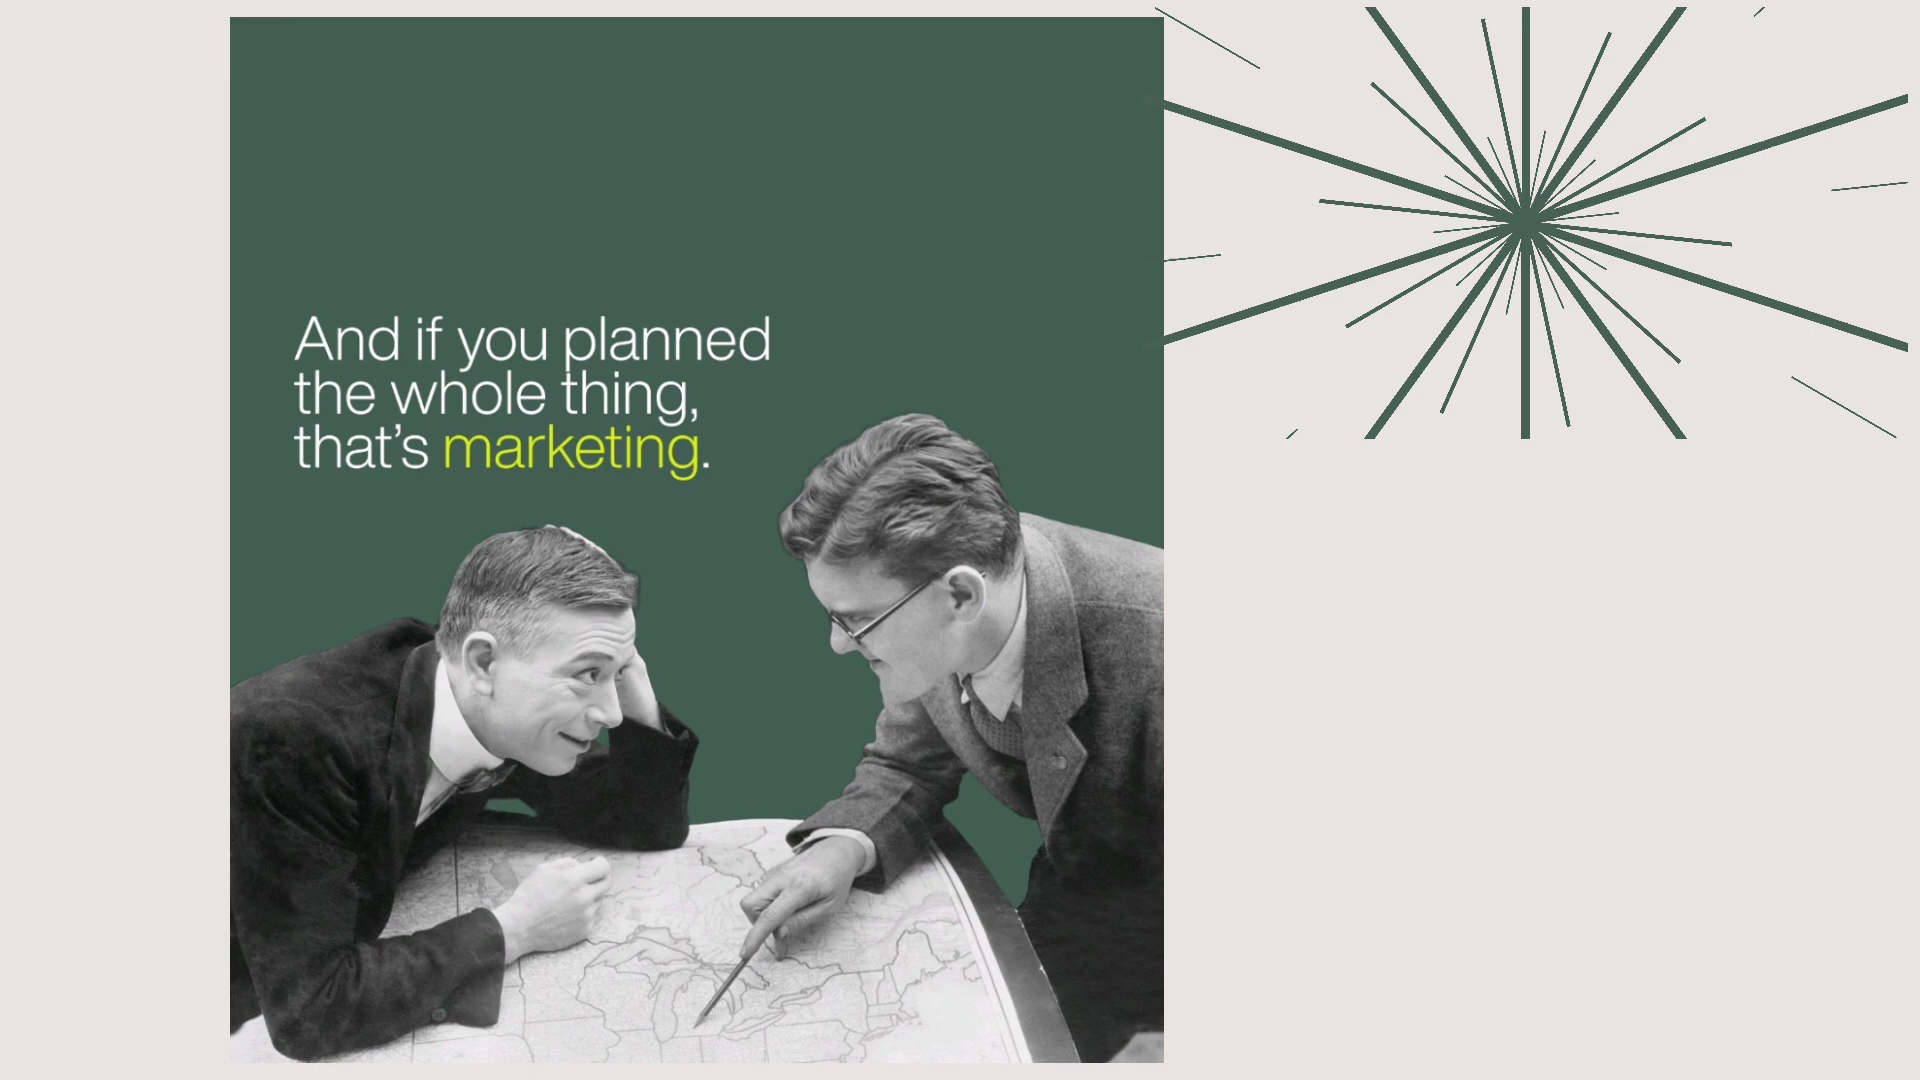 And if you planned
the whole thing,
that’s marketing.